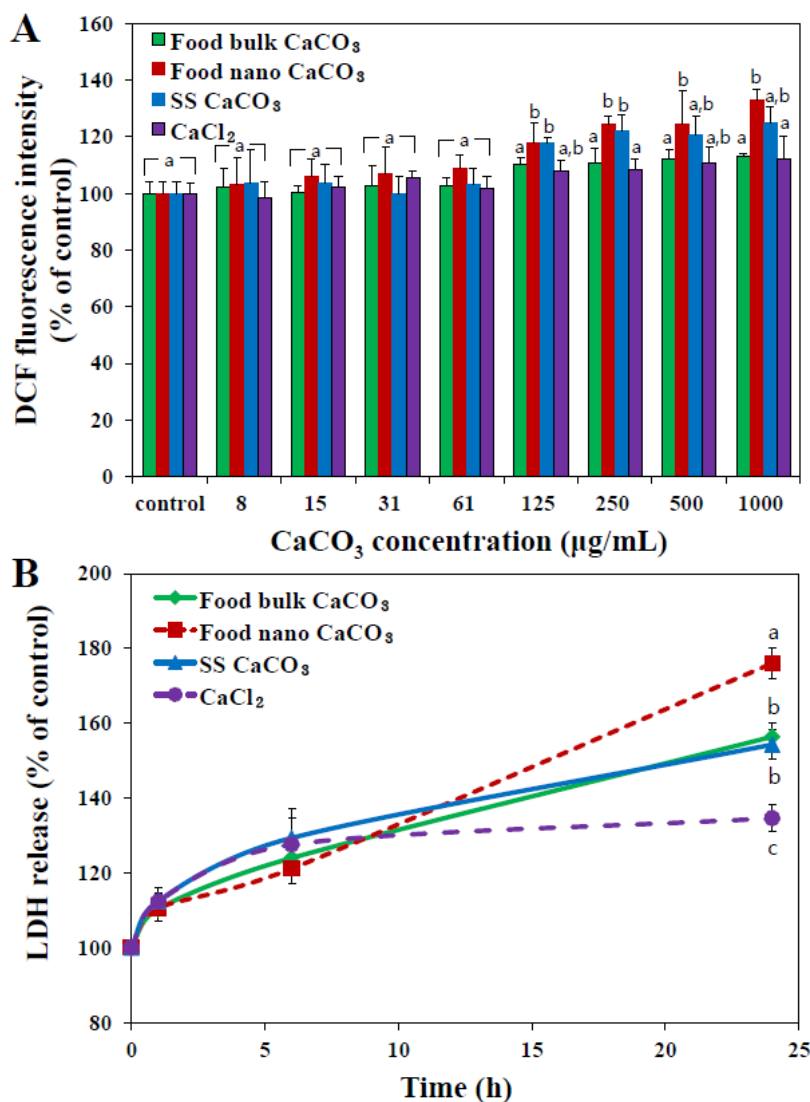 A
160
140
120
100
80
60
40
20
0
DCF fluorescence intensity
(% of control)
Food bulk CaCO₃
Food nano CaCO₃
SS CaCO₃
CaCl₂
a
a
a
a
a
a b b a,b
a b b a
a b a,b a,b
a b a,b a
control 8 15 31 61 125 250 500 1000
CaCO₃ concentration (µg/mL)
B
200
180
160
140
120
100
80
LDH release (% of control)
Food bulk CaCO₃
Food nano CaCO₃
SS CaCO₃
CaCl₂
a
b
b
c
0 5 10 15 20 25
Time (h)